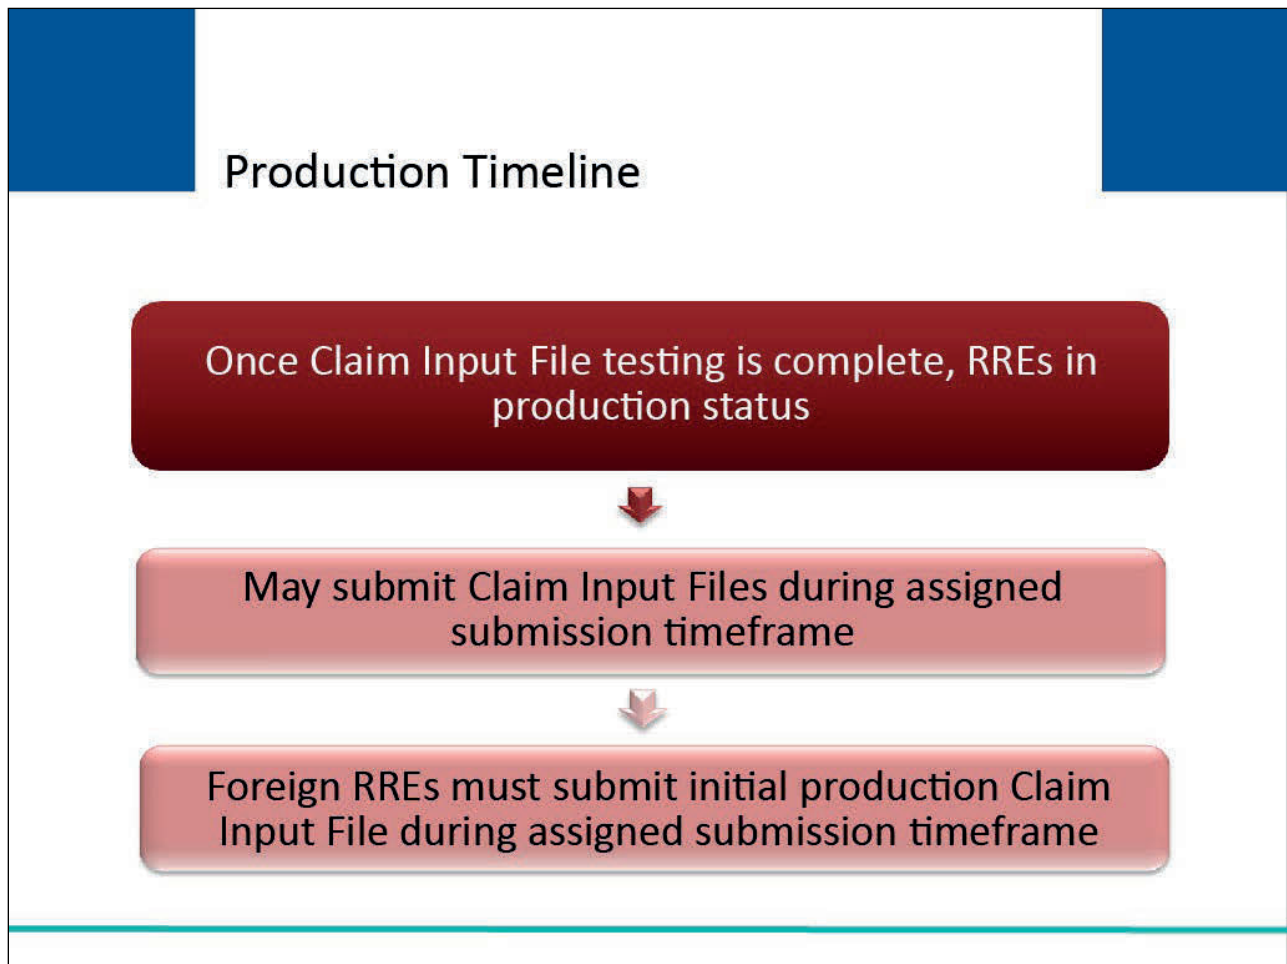 Production Timeline
Once Claim Input File testing is complete, RREs in
production status
May submit Claim Input Files during assigned
submission timeframe
Foreign RREs must submit initial production Claim
Input File during assigned submission timeframe